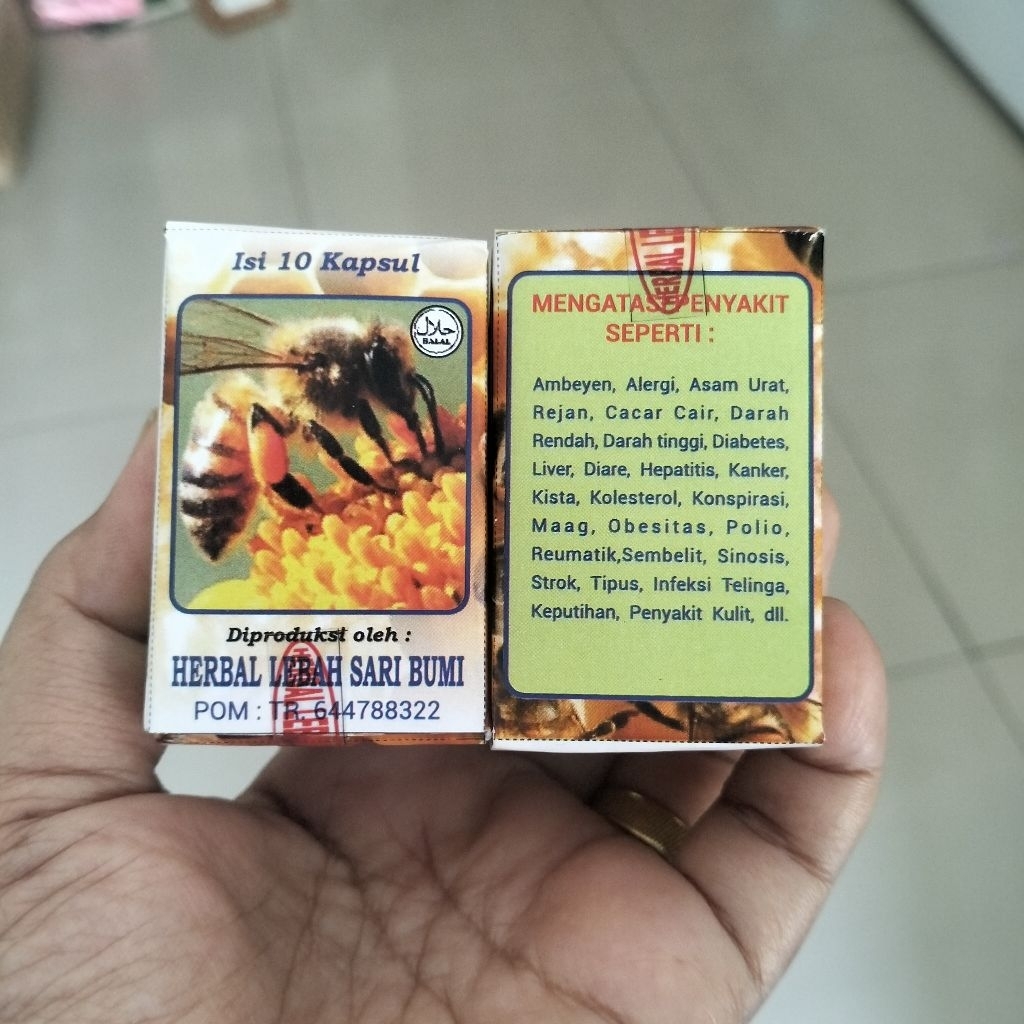 Isi 10 Kapsul
حلال
HALAL
Diproduksi oleh :
HERBAL LEBAH SARI BUMI
POM : TR. 644788322
HERBAL LE
MENGATASI PENYAKIT
SEPERTI :
Ambeyen, Alergi, Asam Urat,
Rejan, Cacar Cair, Darah
Rendah, Darah tinggi, Diabetes,
Liver, Diare, Hepatitis, Kanker,
Kista, Kolesterol, Konspirasi,
Maag, Obesitas, Polio,
Reumatik,Sembelit, Sinosis,
Strok, Tipus, Infeksi Telinga,
Keputihan, Penyakit Kulit, dll.